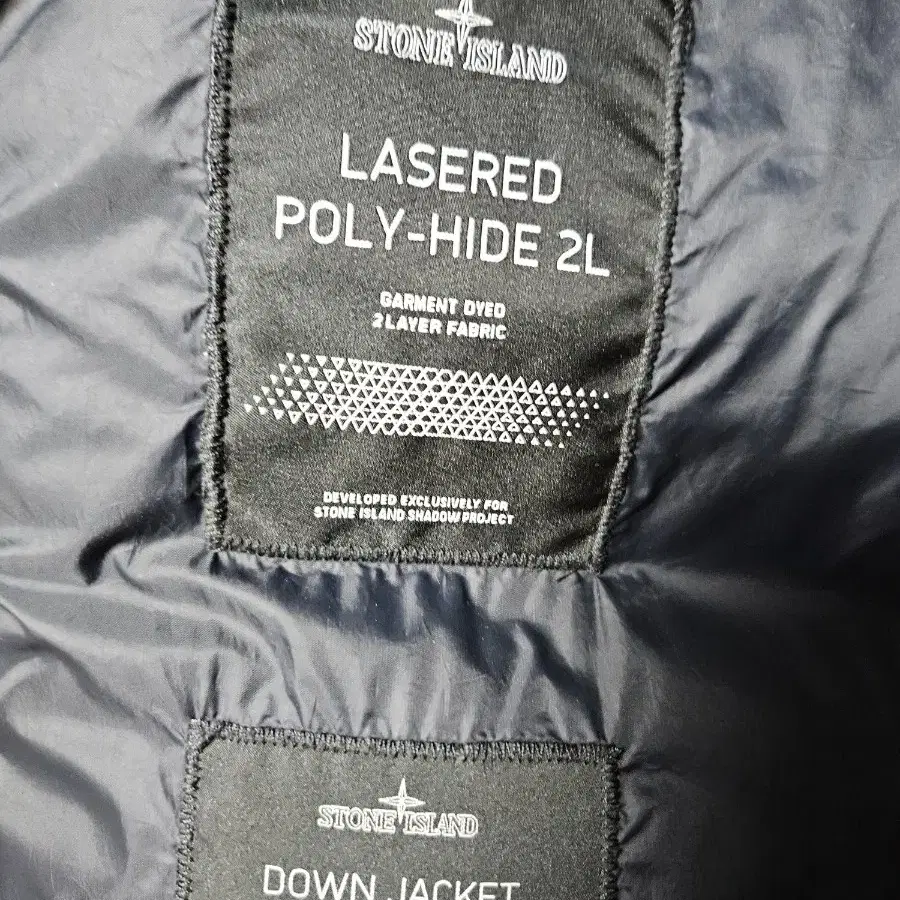 STONE ISLAND
LASERED
POLY-HIDE 2L
GARMENT DYED
2 LAYER FABRIC
DEVELOPED EXCLUSIVELY FOR
STONE ISLAND SHADOW PROJECT
STONE ISLAND
DOWN JACKET